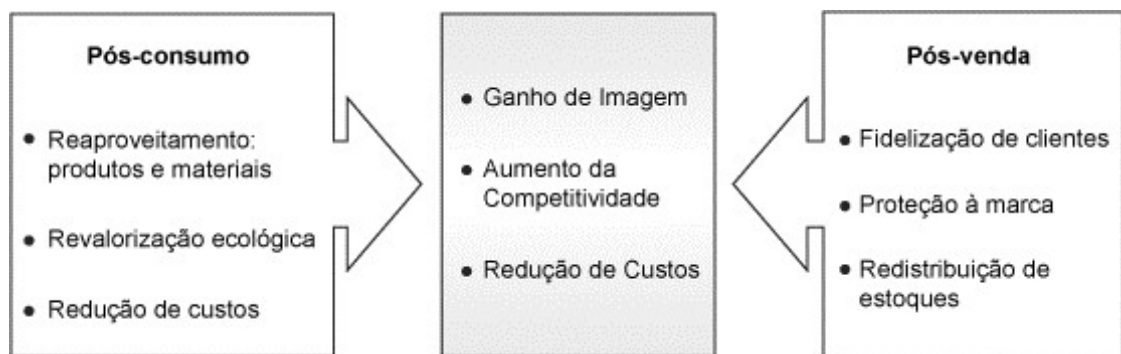 Pós-consumo
● Reaproveitamento:
produtos e materiais
● Revalorização ecológica
● Redução de custos
● Ganho de Imagem
● Aumento da
Competitividade
● Redução de Custos
Pós-venda
● Fidelização de clientes
● Proteção à marca
● Redistribuição de
estoques